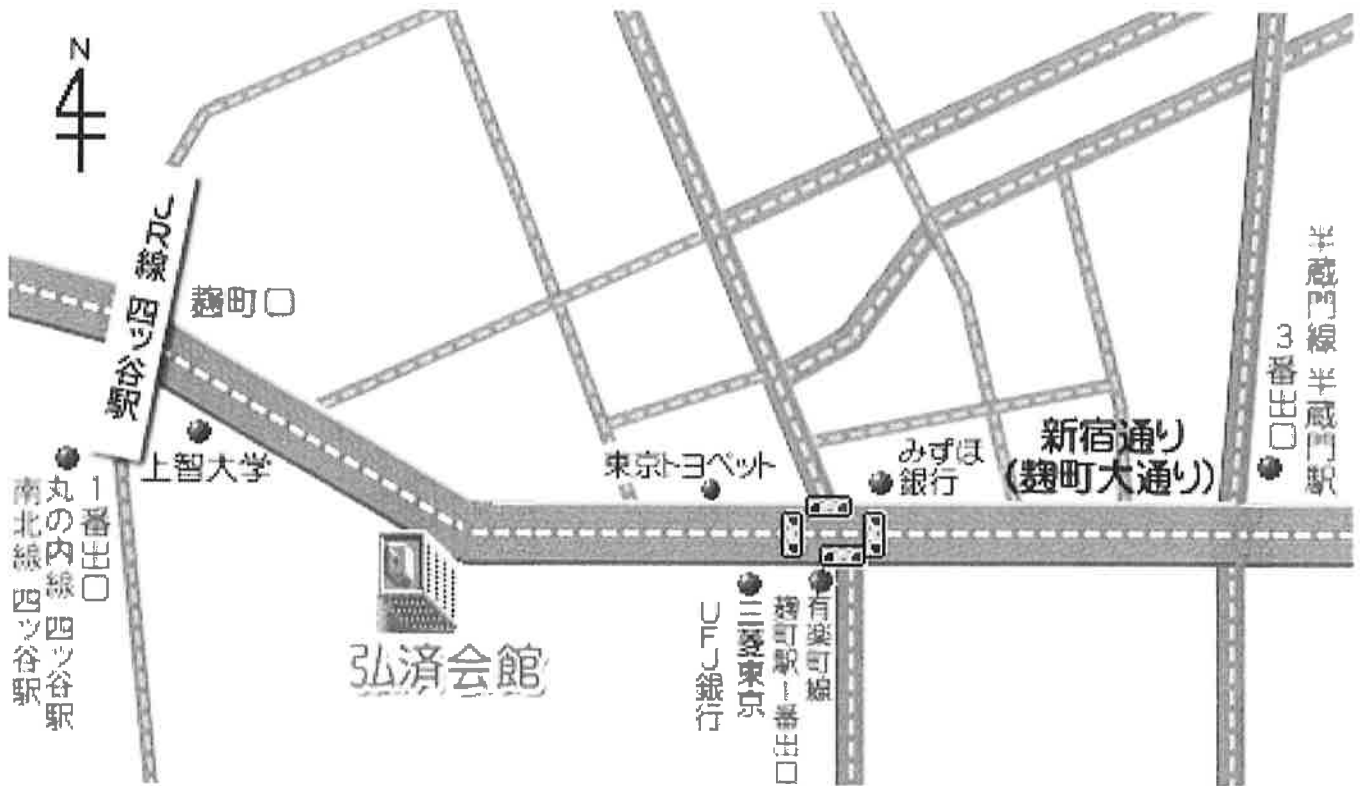 N
JR線 四ッ谷駅
麹町口
上智大学
1番出口
丸の内線 四ッ谷駅
南北線 四ッ谷駅
弘済会館
東京トヨペット
みずほ
銀行
新宿通り
(麹町大通り)
半蔵門線 半蔵門駅
3番出口
有楽町線
麹町駅1番出口
三菱東京
UFJ銀行